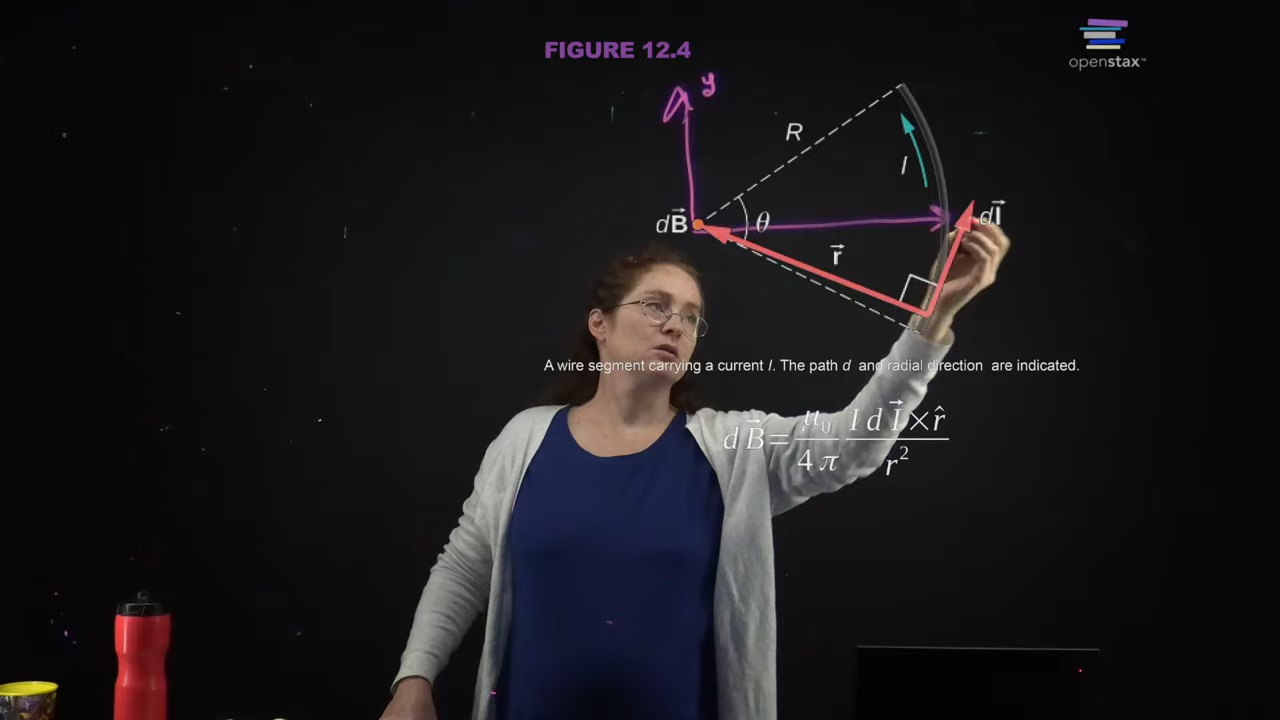 FIGURE 12.4
openstax™
y
R
I
dB⃗
θ
dl⃗
r⃗
A wire segment carrying a current I. The path d and radial direction are indicated.
dB⃗ = μ₀/4π I dl⃗ × r̂/r²